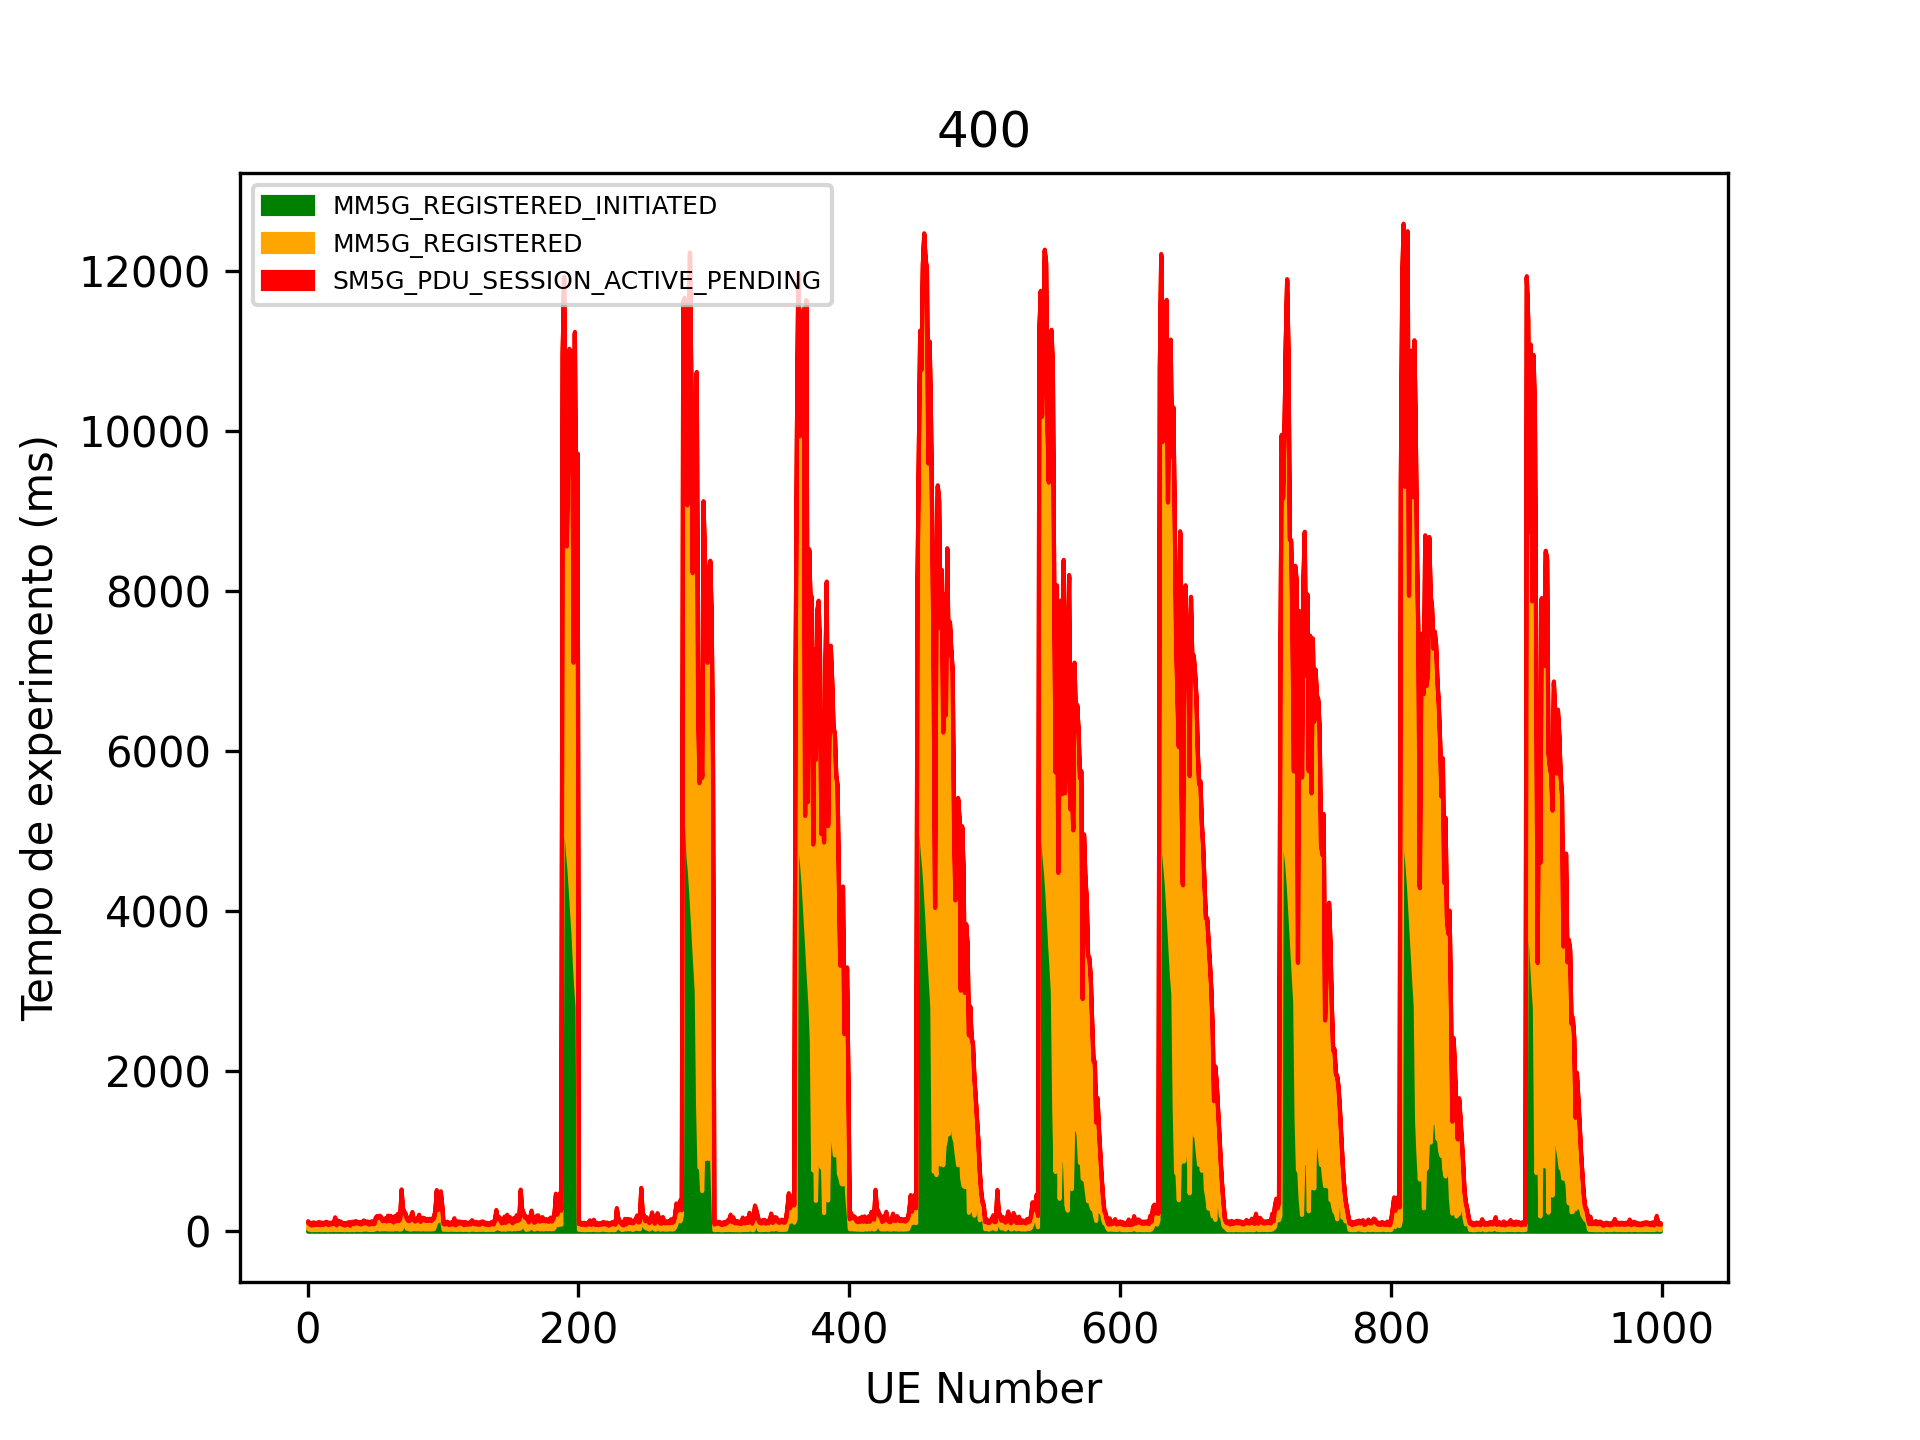 400
MM5G_REGISTERED_INITIATED
MM5G_REGISTERED
SM5G_PDU_SESSION_ACTIVE_PENDING
12000
10000
8000
6000
4000
2000
0
Tempo de experimento (ms)
0 200 400 600 800 1000
UE Number